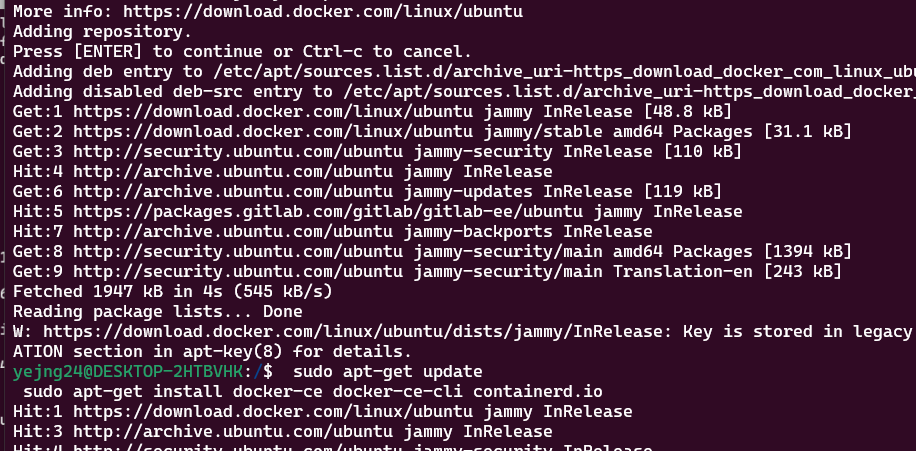 More info: https://download.docker.com/linux/ubuntu
Adding repository.
Press [ENTER] to continue or Ctrl-c to cancel.
Adding deb entry to /etc/apt/sources.list.d/archive_uri-https_download_docker_com_linux_ubu
Adding disabled deb-src entry to /etc/apt/sources.list.d/archive_uri-https_download_docker_
Get:1 https://download.docker.com/linux/ubuntu jammy InRelease [48.8 kB]
Get:2 https://download.docker.com/linux/ubuntu jammy/stable amd64 Packages [31.1 kB]
Get:3 http://security.ubuntu.com/ubuntu jammy-security InRelease [110 kB]
Hit:4 http://archive.ubuntu.com/ubuntu jammy InRelease
Get:6 http://archive.ubuntu.com/ubuntu jammy-updates InRelease [119 kB]
Hit:5 https://packages.gitlab.com/gitlab/gitlab-ee/ubuntu jammy InRelease
Hit:7 http://archive.ubuntu.com/ubuntu jammy-backports InRelease
Get:8 http://security.ubuntu.com/ubuntu jammy-security/main amd64 Packages [1394 kB]
Get:9 http://security.ubuntu.com/ubuntu jammy-security/main Translation-en [243 kB]
Fetched 1947 kB in 4s (545 kB/s)
Reading package lists... Done
W: https://download.docker.com/linux/ubuntu/dists/jammy/InRelease: Key is stored in legacy
ATION section in apt-key(8) for details.
yejng24@DESKTOP-2HTBVHK:/$  sudo apt-get update
 sudo apt-get install docker-ce docker-ce-cli containerd.io
Hit:1 https://download.docker.com/linux/ubuntu jammy InRelease
Hit:3 http://archive.ubuntu.com/ubuntu jammy InRelease
Hit:4 http://security.ubuntu.com/ubuntu jammy-security InRelease